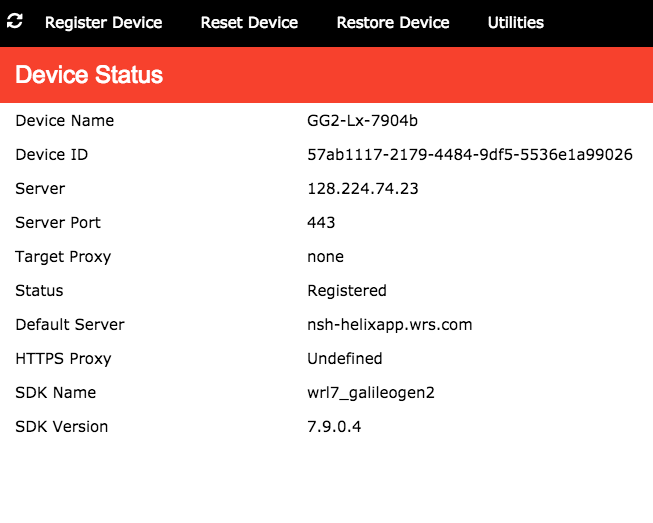 Register Device Reset Device Restore Device Utilities
Device Status
Device Name GG2-Lx-7904b
Device ID 57ab1117-2179-4484-9df5-5536e1a99026
Server 128.224.74.23
Server Port 443
Target Proxy none
Status Registered
Default Server nsh-helixapp.wrs.com
HTTPS Proxy Undefined
SDK Name wrl7_galileogen2
SDK Version 7.9.0.4